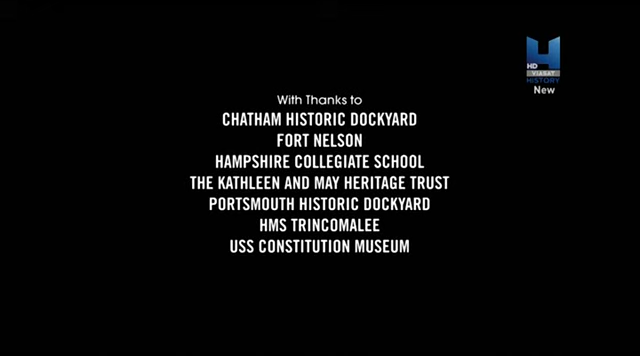 HD
VIASAT
HISTORY
New
With Thanks to
CHATHAM HISTORIC DOCKYARD
FORT NELSON
HAMPSHIRE COLLEGIATE SCHOOL
THE KATHLEEN AND MAY HERITAGE TRUST
PORTSMOUTH HISTORIC DOCKYARD
HMS TRINCOMALEE
USS CONSTITUTION MUSEUM